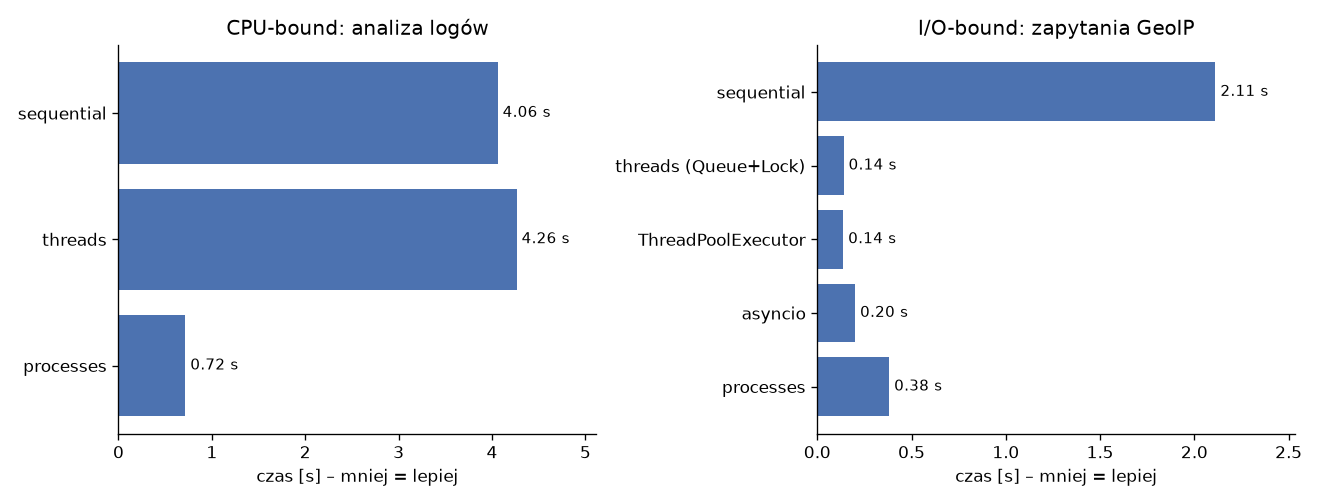 CPU-bound: analiza logów
sequential
4.06 s
threads
4.26 s
processes
0.72 s
0 1 2 3 4 5
czas [s] – mniej = lepiej
I/O-bound: zapytania GeoIP
sequential
2.11 s
threads (Queue+Lock)
0.14 s
ThreadPoolExecutor
0.14 s
asyncio
0.20 s
processes
0.38 s
0.0 0.5 1.0 1.5 2.0 2.5
czas [s] – mniej = lepiej